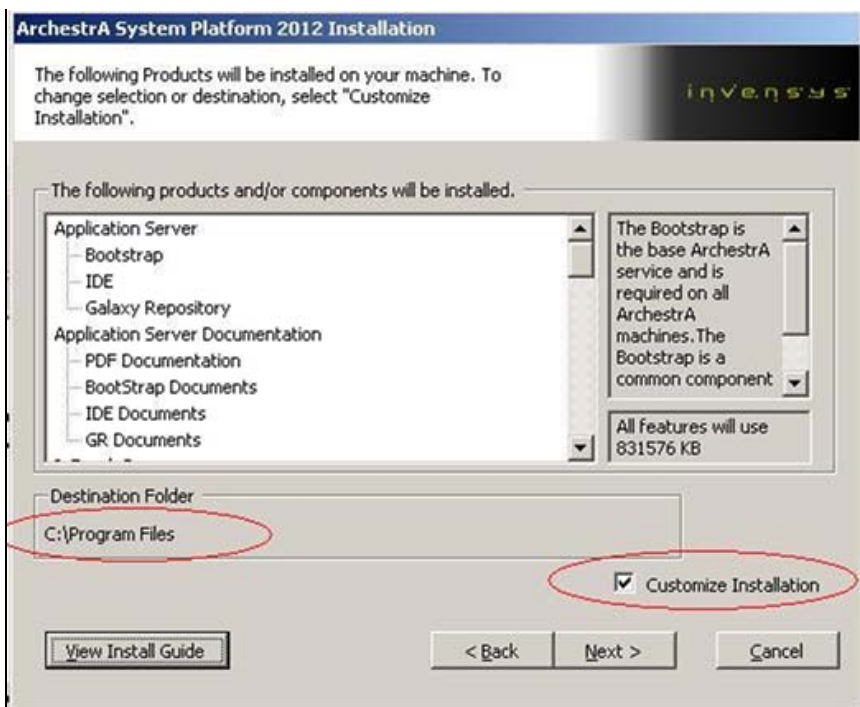 ArchestrA System Platform 2012 Installation
The following Products will be installed on your machine. To
change selection or destination, select "Customize
Installation".
invensys
The following products and/or components will be installed.
Application Server
Bootstrap
IDE
Galaxy Repository
Application Server Documentation
PDF Documentation
BootStrap Documents
IDE Documents
GR Documents
The Bootstrap is
the base ArchestrA
service and is
required on all
ArchestrA
machines.The
Bootstrap is a
common component
All features will use
831576 KB
Destination Folder
C:\Program Files
Customize Installation
View Install Guide
< Back
Next >
Cancel